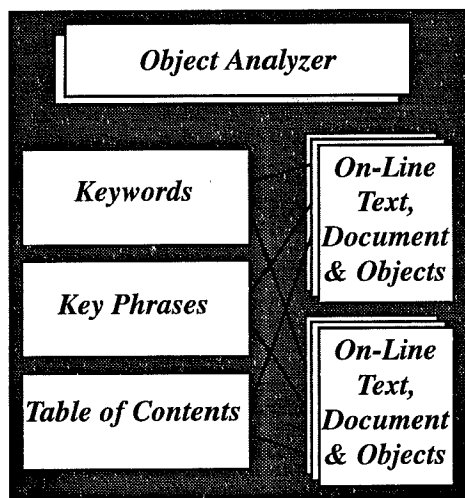 Object Analyzer
Keywords
Key Phrases
Table of Contents
On-Line
Text,
Document
& Objects
On-Line
Text,
Document
& Objects